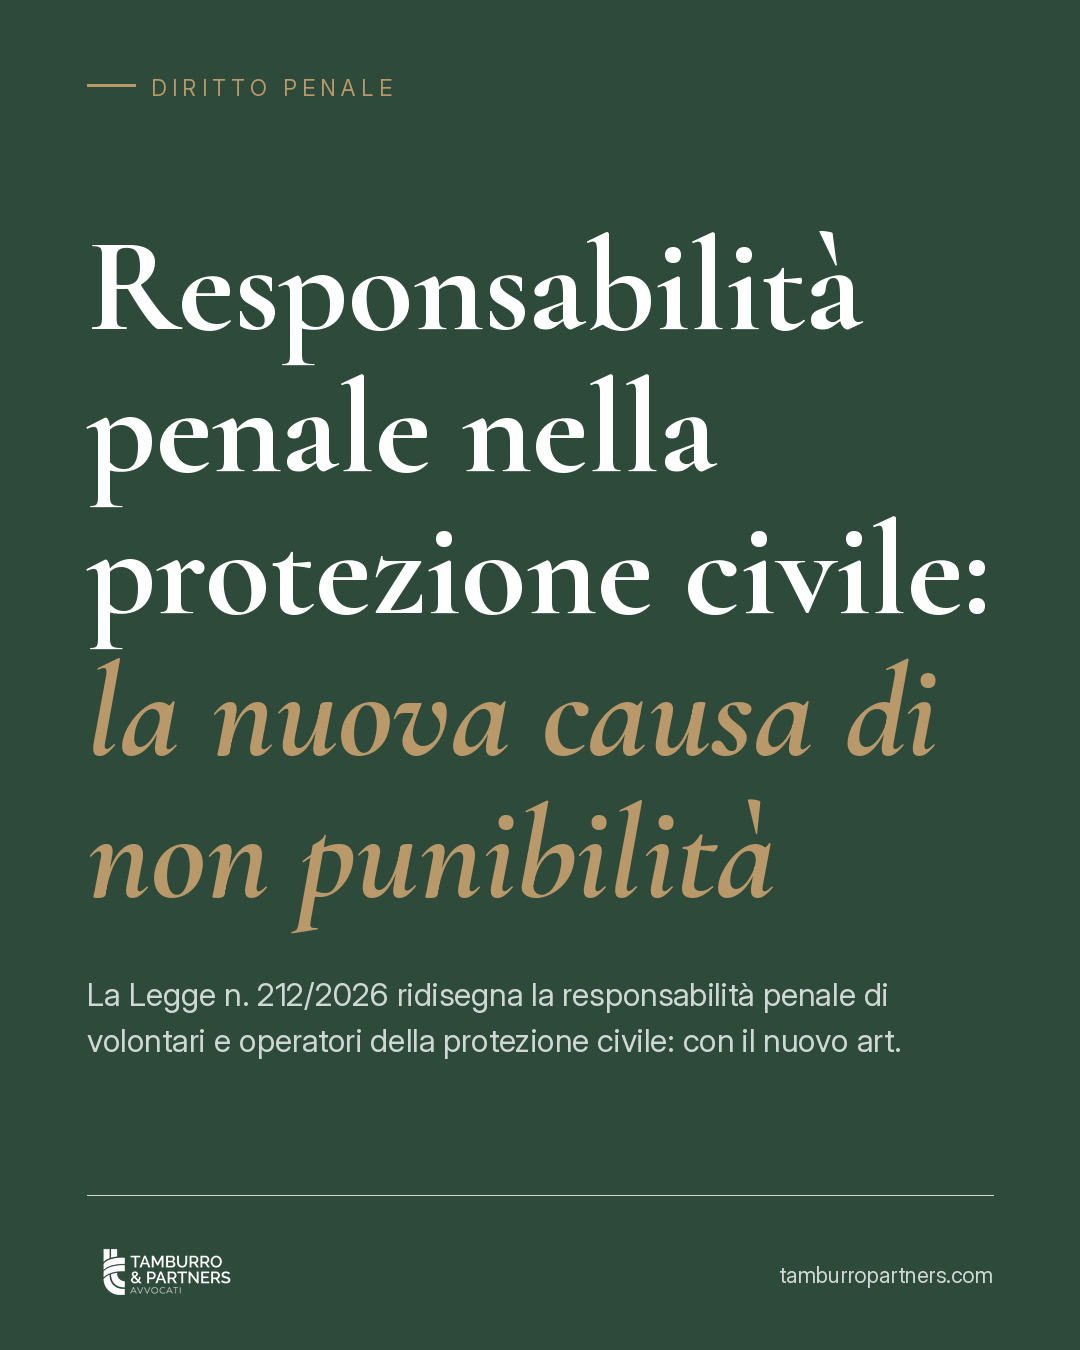 DIRITTO PENALE
Responsabilità
penale nella
protezione civile:
la nuova causa di
non punibilità
La Legge n. 212/2026 ridisegna la responsabilità penale di
volontari e operatori della protezione civile: con il nuovo art.
TAMBURRO
& PARTNERS
AVVOCATI
tamburropartners.com